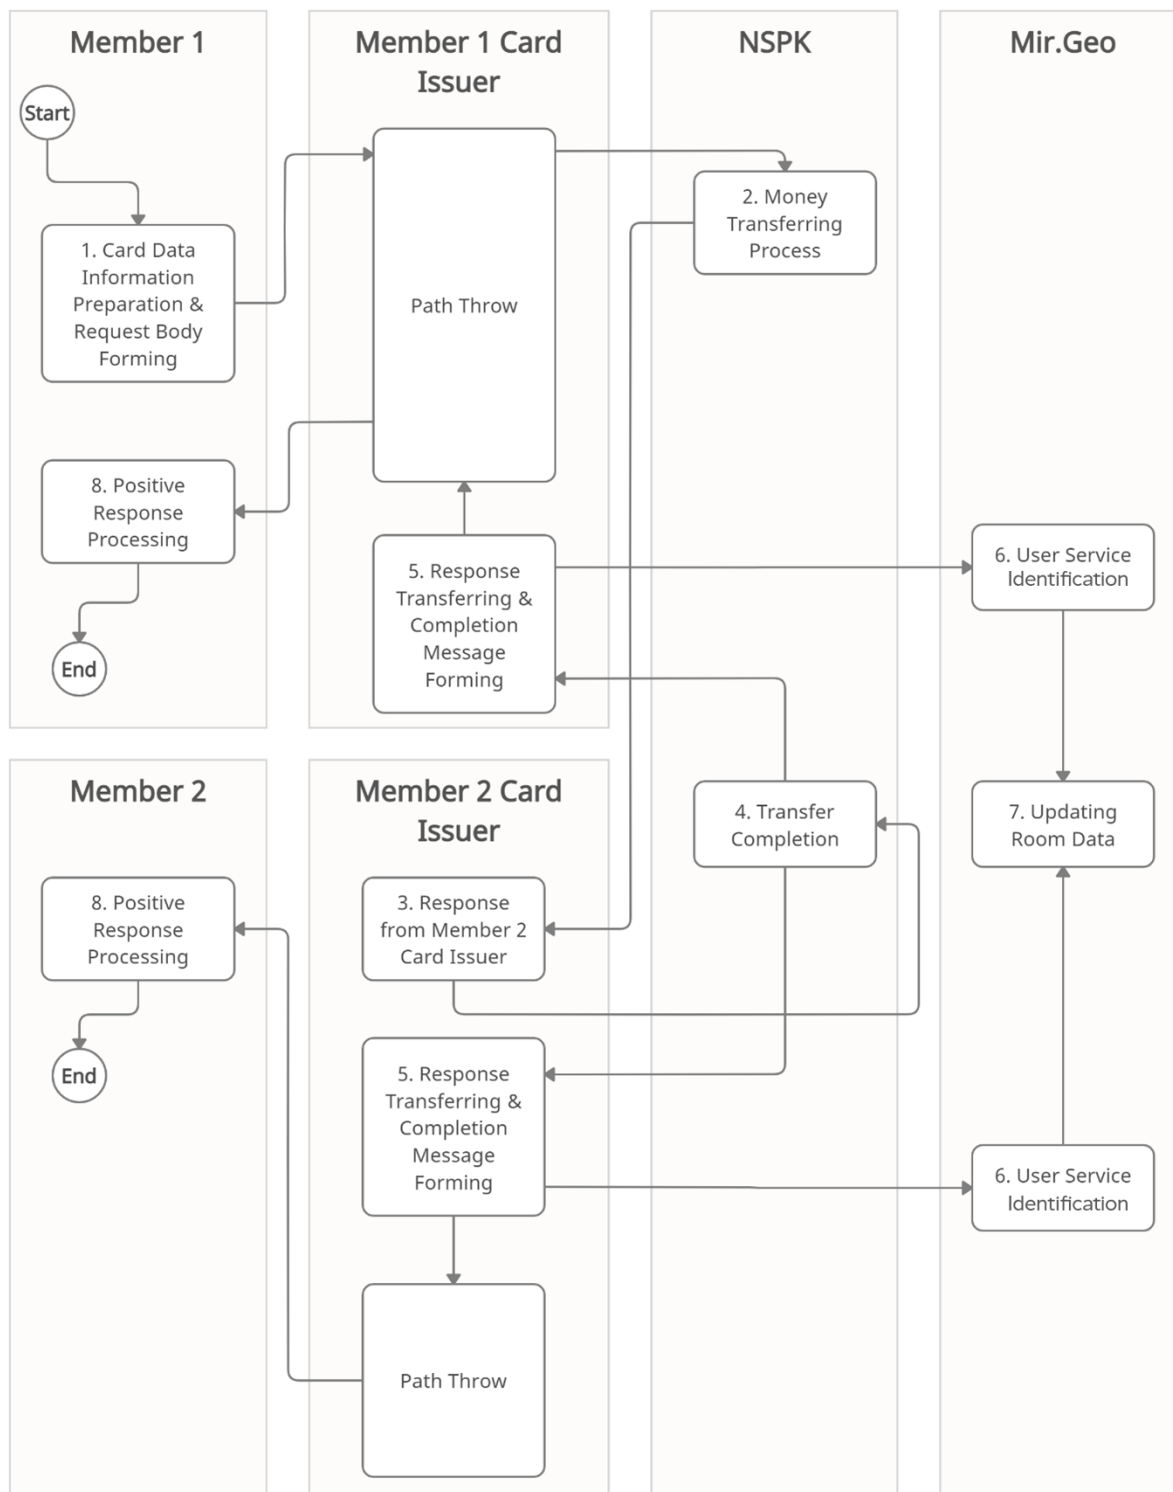 Member 1
Member 1 Card
Issuer
NSPK
Mir.Geo
Start
1. Card Data
Information
Preparation &
Request Body
Forming
Path Throw
2. Money
Transferring
Process
8. Positive
Response
Processing
End
5. Response
Transferring &
Completion
Message
Forming
6. User Service
Identification
Member 2
Member 2 Card
Issuer
4. Transfer
Completion
7. Updating
Room Data
8. Positive
Response
Processing
End
3. Response
from Member 2
Card Issuer
5. Response
Transferring &
Completion
Message
Forming
6. User Service
Identification
Path Throw